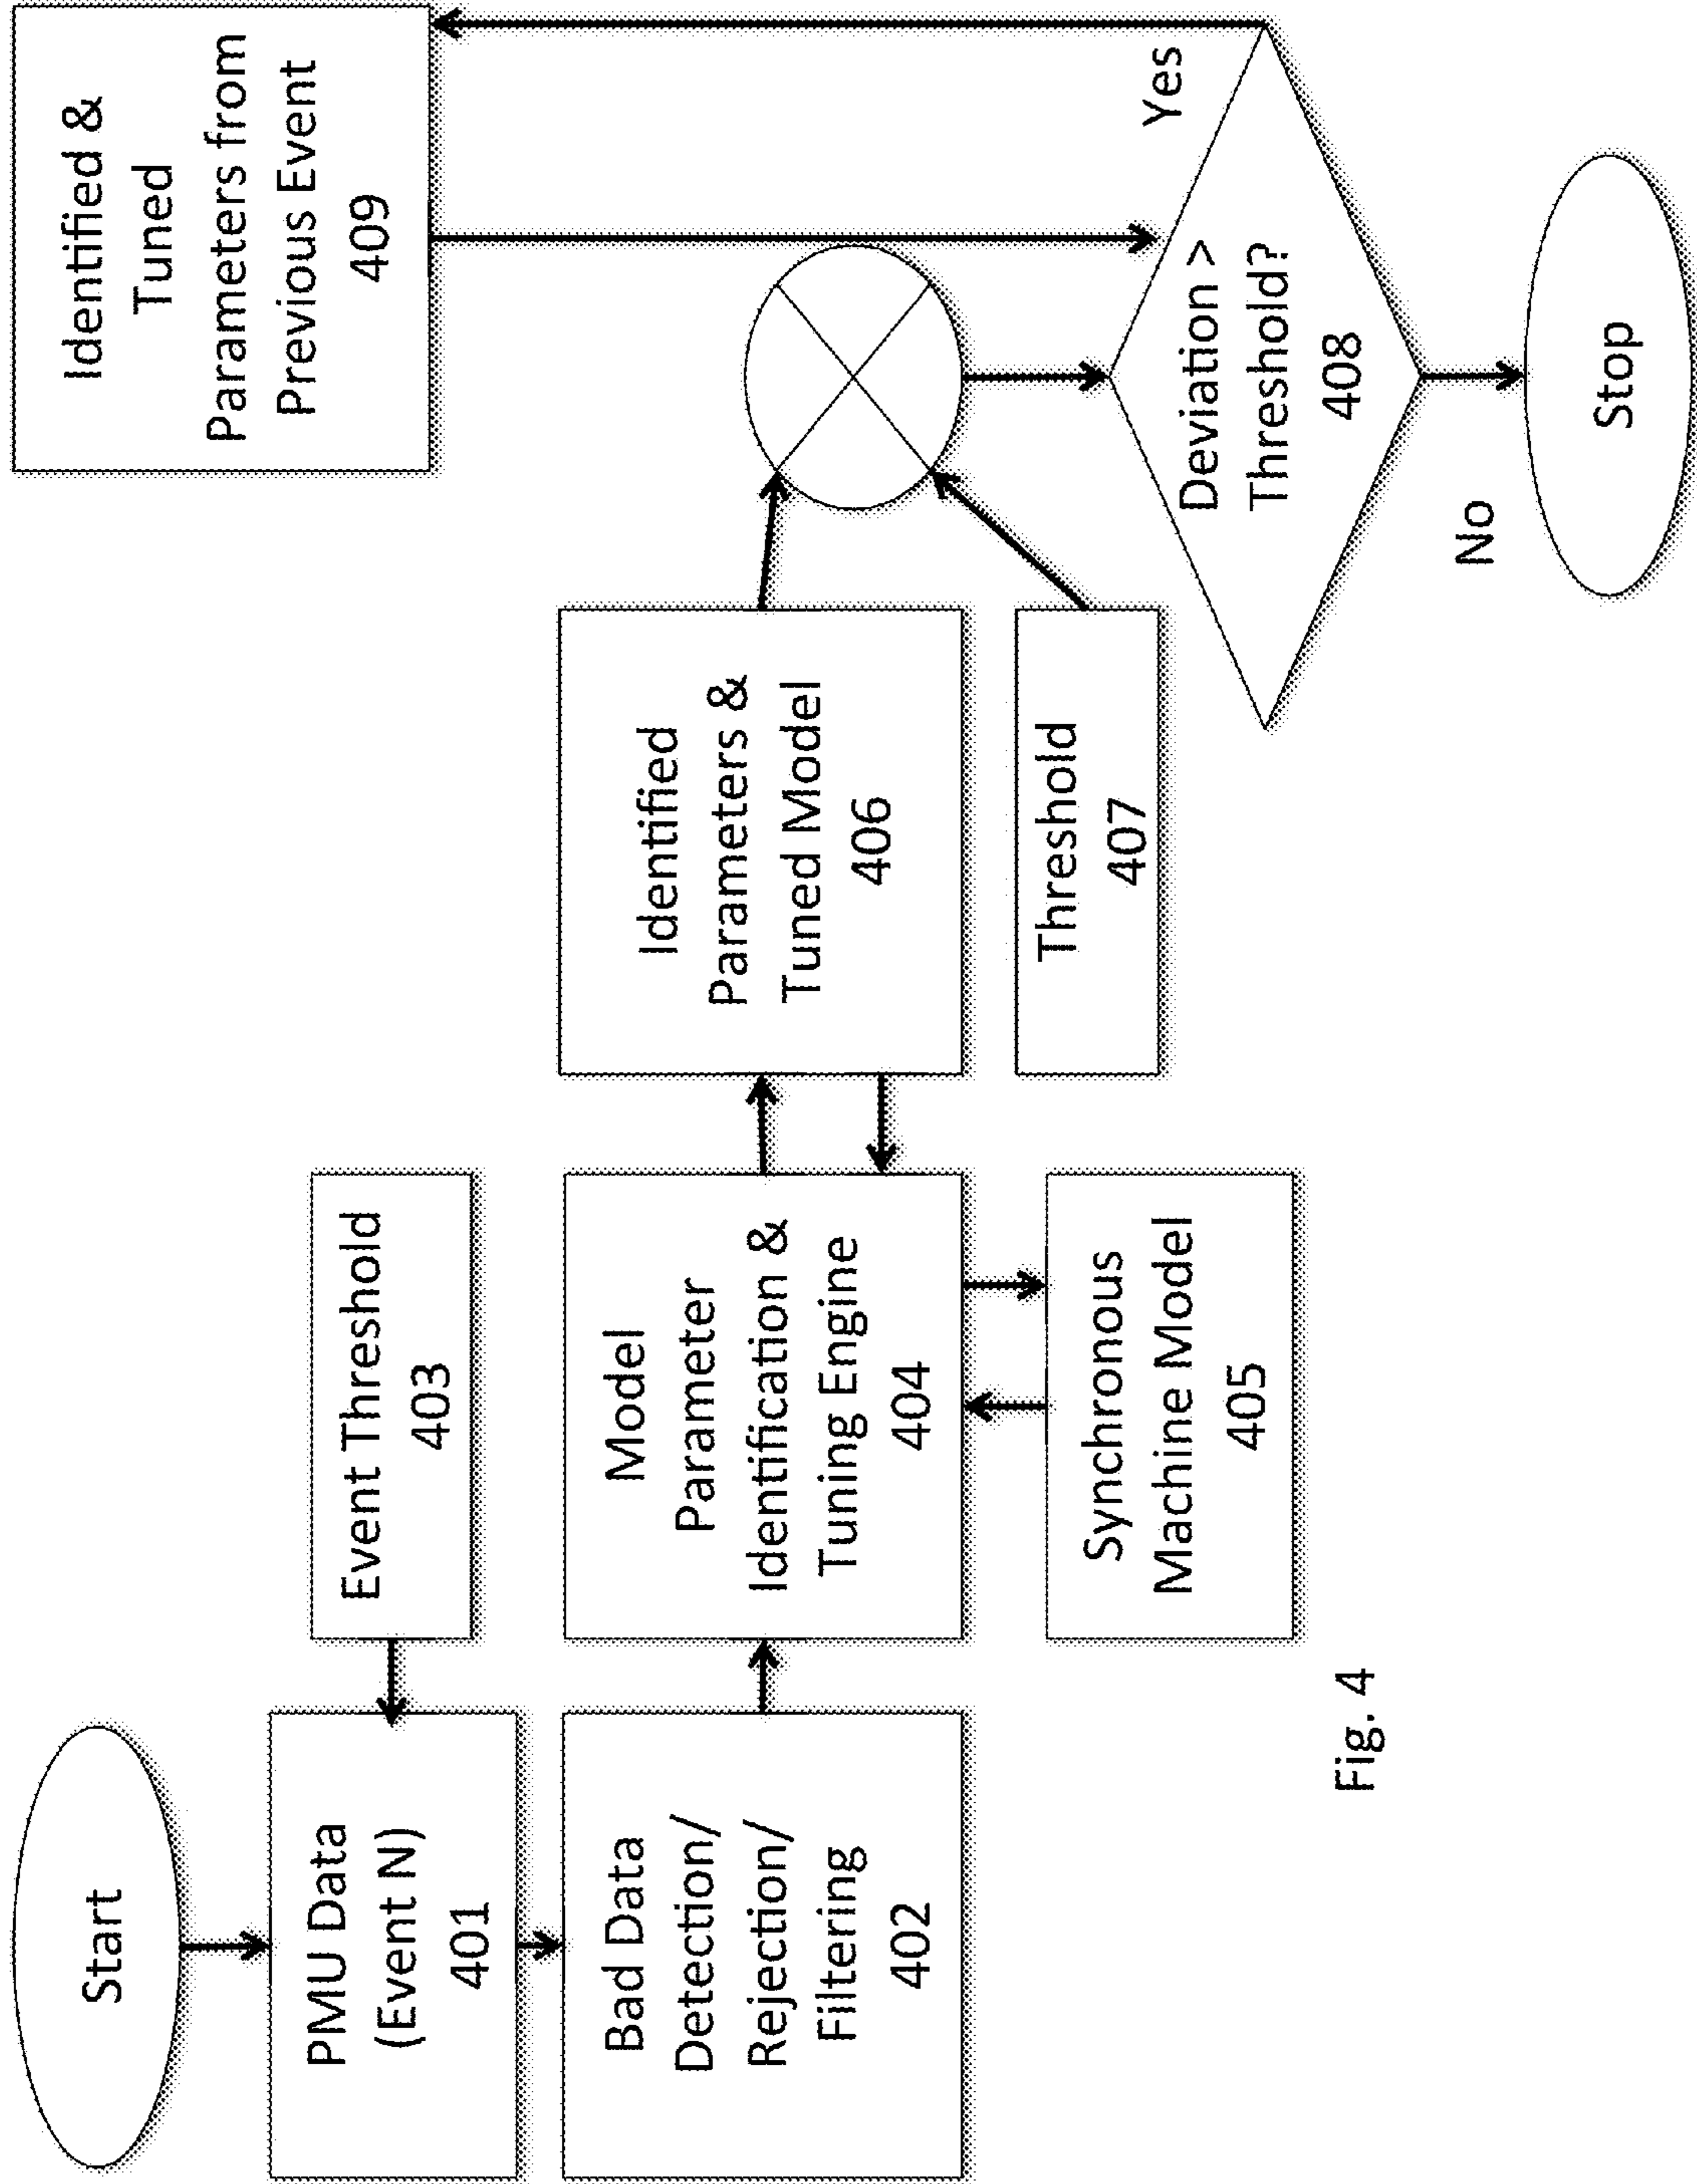 Start
PMU Data
(Event N)
401
Event Threshold
403
Bad Data
Detection/
Rejection/
Filtering
402
Model
Parameter
Identification &
Tuning Engine
404
Synchronous
Machine Model
405
Identified
Parameters &
Tuned Model
406
Threshold
407
Identified &
Tuned
Parameters from
Previous Event
409
Deviation >
Threshold?
408
Yes
No
Stop
Fig. 4